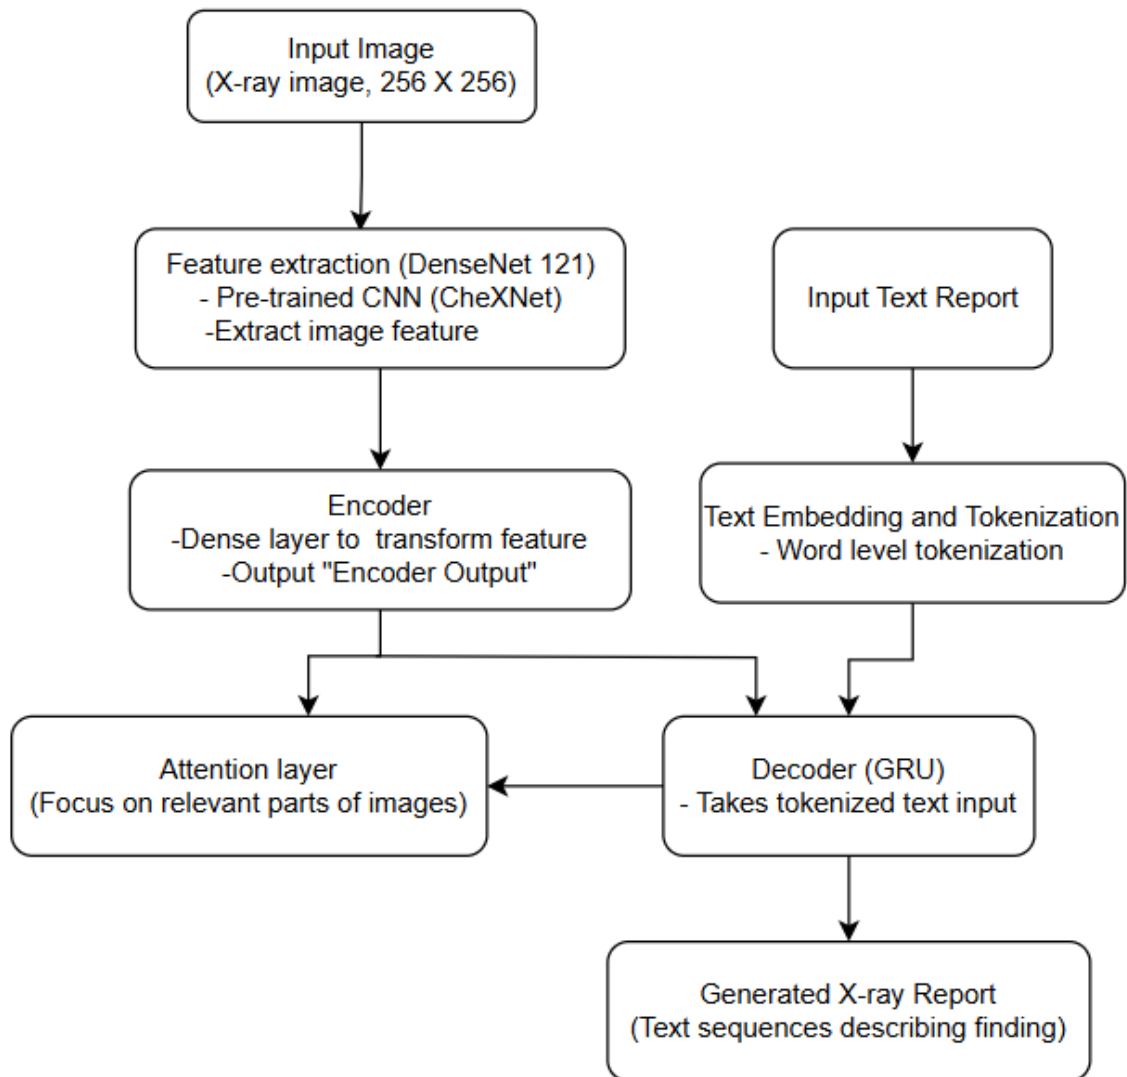 Input Image
(X-ray image, 256 X 256)
Feature extraction (DenseNet 121)
- Pre-trained CNN (CheXNet)
-Extract image feature
Input Text Report
Encoder
-Dense layer to  transform feature
-Output "Encoder Output"
Text Embedding and Tokenization
- Word level tokenization
Attention layer
(Focus on relevant parts of images)
Decoder (GRU)
- Takes tokenized text input
Generated X-ray Report
(Text sequences describing finding)